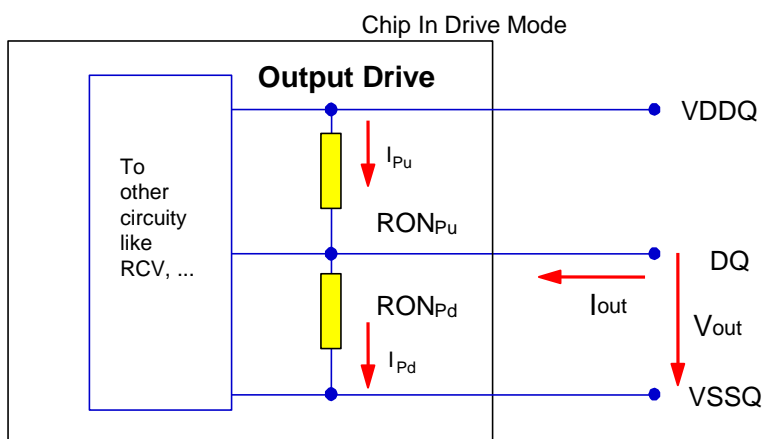 Chip In Drive Mode
Output Drive
VDDQ
To
other
circuity
like
RCV, ...
IPu
RONPu
DQ
Iout
RONPd
Vout
IPd
VSSQ